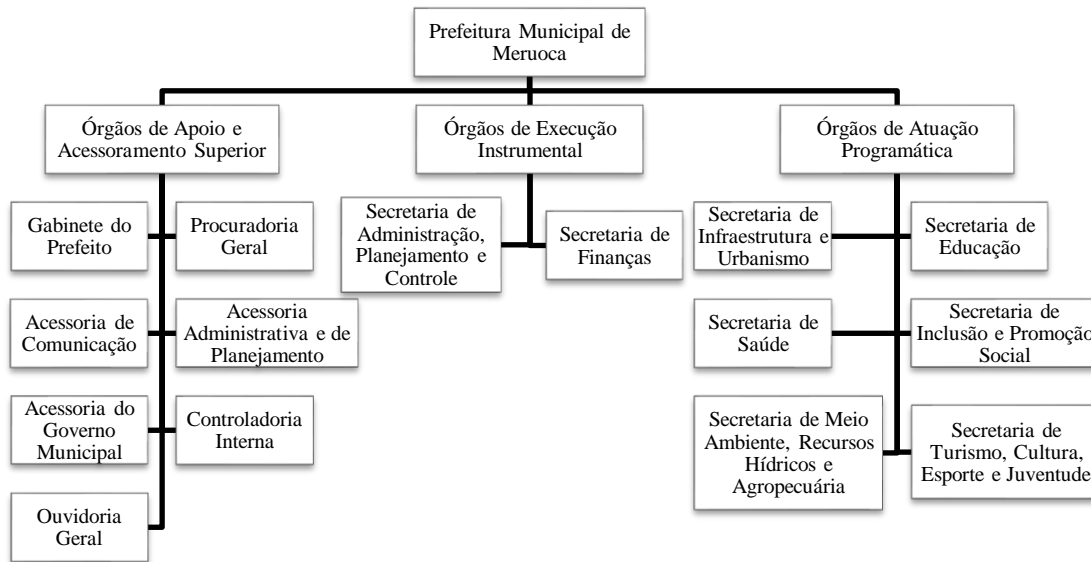 Prefeitura Municipal de
Meruoca
Órgãos de Apoio e
Acessoramento Superior
Órgãos de Execução
Instrumental
Órgãos de Atuação
Programática
Gabinete do
Prefeito
Procuradoria
Geral
Acessoria de
Comunicação
Acessoria
Administrativa e de
Planejamento
Acessoria do
Governo
Municipal
Controladoria
Interna
Ouvidoria
Geral
Secretaria de
Administração,
Planejamento e
Controle
Secretaria de
Finanças
Secretaria de
Infraestrutura e
Urbanismo
Secretaria de
Educação
Secretaria de
Saúde
Secretaria de
Inclusão e Promoção
Social
Secretaria de Meio
Ambiente, Recursos
Hídricos e
Agropecuária
Secretaria de
Turismo, Cultura,
Esporte e Juventude